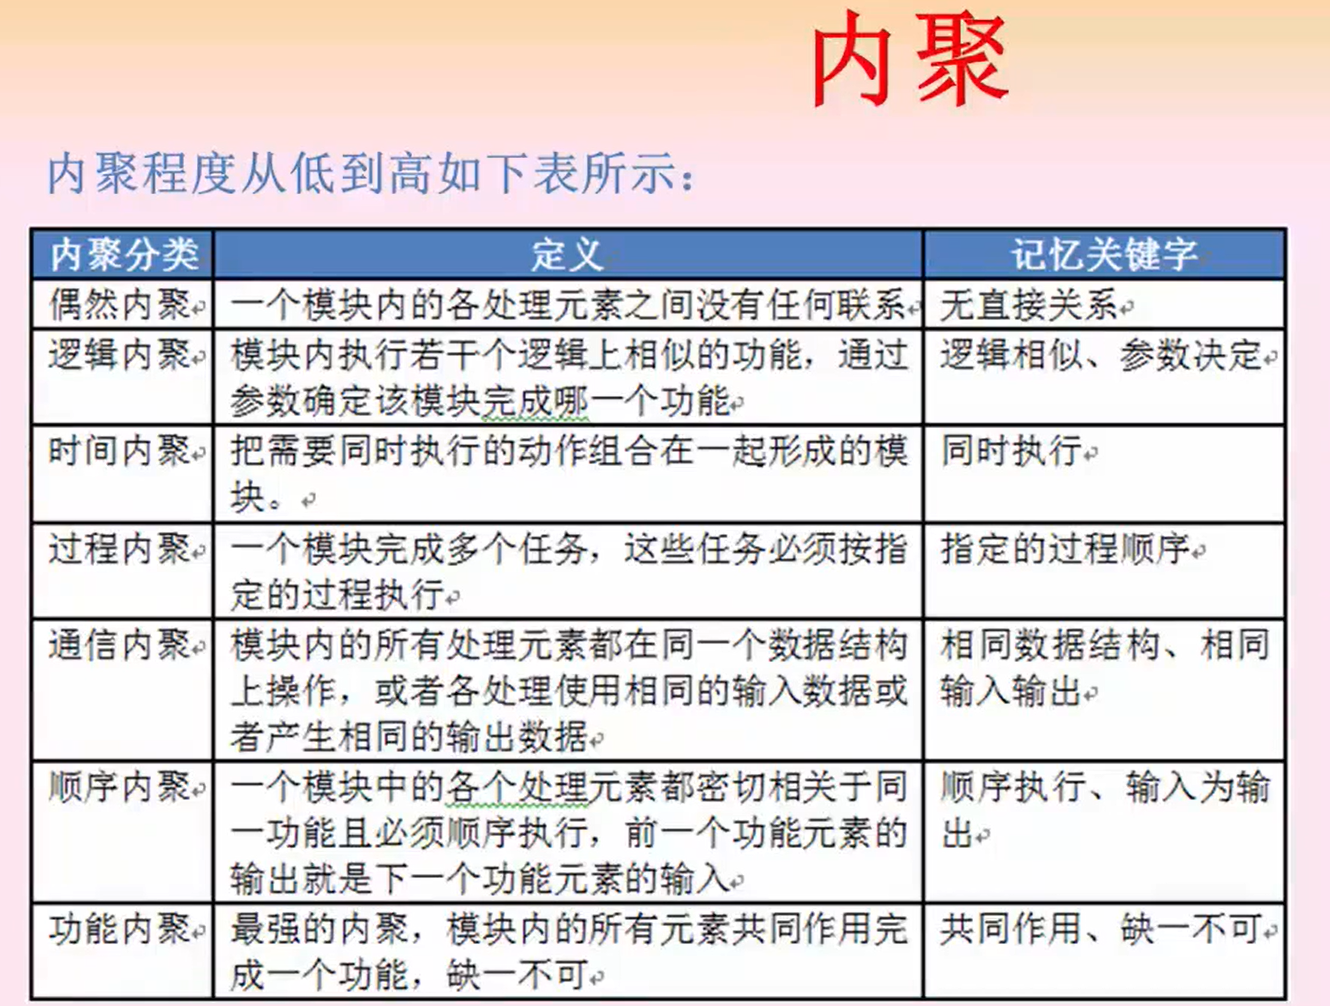 内聚
内聚程度从低到高如下表所示：
内聚分类 定义 记忆关键字
偶然内聚 一个模块内的各处理元素之间没有任何联系 无直接关系
逻辑内聚 模块内执行若干个逻辑上相似的功能，通过 逻辑相似、参数决定
参数确定该模块完成哪一个功能
时间内聚 把需要同时执行的动作组合在一起形成的模 同时执行
块。
过程内聚 一个模块完成多个任务，这些任务必须按指 指定的过程顺序
定的过程执行
通信内聚 模块内的所有处理元素都在同一个数据结构 相同数据结构、相同
上操作，或者各处理使用相同的输入数据或 输入输出
者产生相同的输出数据
顺序内聚 一个模块中的各个处理元素都密切相关于同 顺序执行、输入为输
一功能且必须顺序执行，前一个功能元素的 出
输出就是下一个功能元素的输入
功能内聚 最强的内聚，模块内的所有元素共同作用完 共同作用、缺一不可
成一个功能，缺一不可